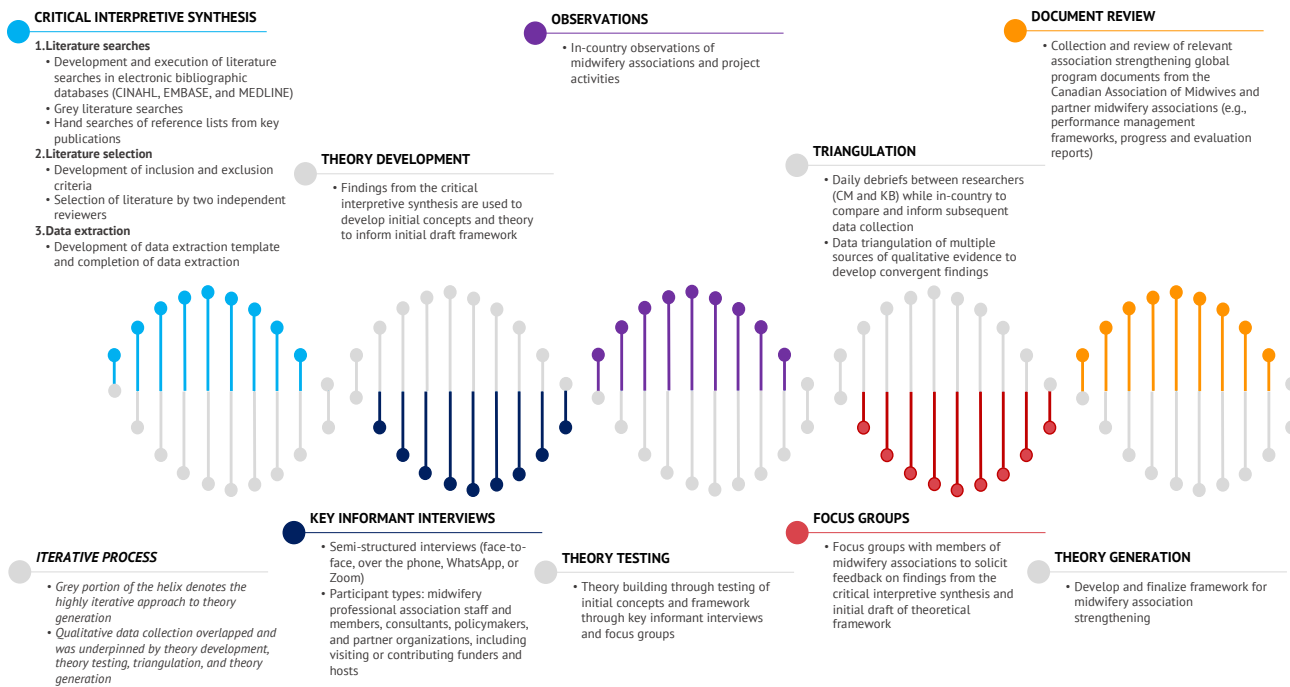 CRITICAL INTERPRETIVE SYNTHESIS
1.Literature searches
• Development and execution of literature
searches in electronic bibliographic
databases (CINAHL, EMBASE, and MEDLINE)
• Grey literature searches
• Hand searches of reference lists from key
publications
2.Literature selection
• Development of inclusion and exclusion
criteria
• Selection of literature by two independent
reviewers
3.Data extraction
• Development of data extraction template
and completion of data extraction
THEORY DEVELOPMENT
• Findings from the critical
interpretive synthesis are used to
develop initial concepts and theory
to inform initial draft framework
OBSERVATIONS
• In-country observations of
midwifery associations and project
activities
TRIANGULATION
• Daily debriefs between researchers
(CM and KB) while in-country to
compare and inform subsequent
data collection
• Data triangulation of multiple
sources of qualitative evidence to
develop convergent findings
DOCUMENT REVIEW
• Collection and review of relevant
association strengthening global
program documents from the
Canadian Association of Midwives and
partner midwifery associations (e.g.,
performance management
frameworks, progress and evaluation
reports)
ITERATIVE PROCESS
• Grey portion of the helix denotes the
highly iterative approach to theory
generation
• Qualitative data collection overlapped and
was underpinned by theory development,
theory testing, triangulation, and theory
generation
KEY INFORMANT INTERVIEWS
• Semi-structured interviews (face-to-
face, over the phone, WhatsApp, or
Zoom)
• Participant types: midwifery
professional association staff and
members, consultants, policymakers,
and partner organizations, including
visiting or contributing funders and
hosts
THEORY TESTING
• Theory building through testing of
initial concepts and framework
through key informant interviews
and focus groups
FOCUS GROUPS
• Focus groups with members of
midwifery associations to solicit
feedback on findings from the
critical interpretive synthesis and
initial draft of theoretical
framework
THEORY GENERATION
• Develop and finalize framework for
midwifery association
strengthening